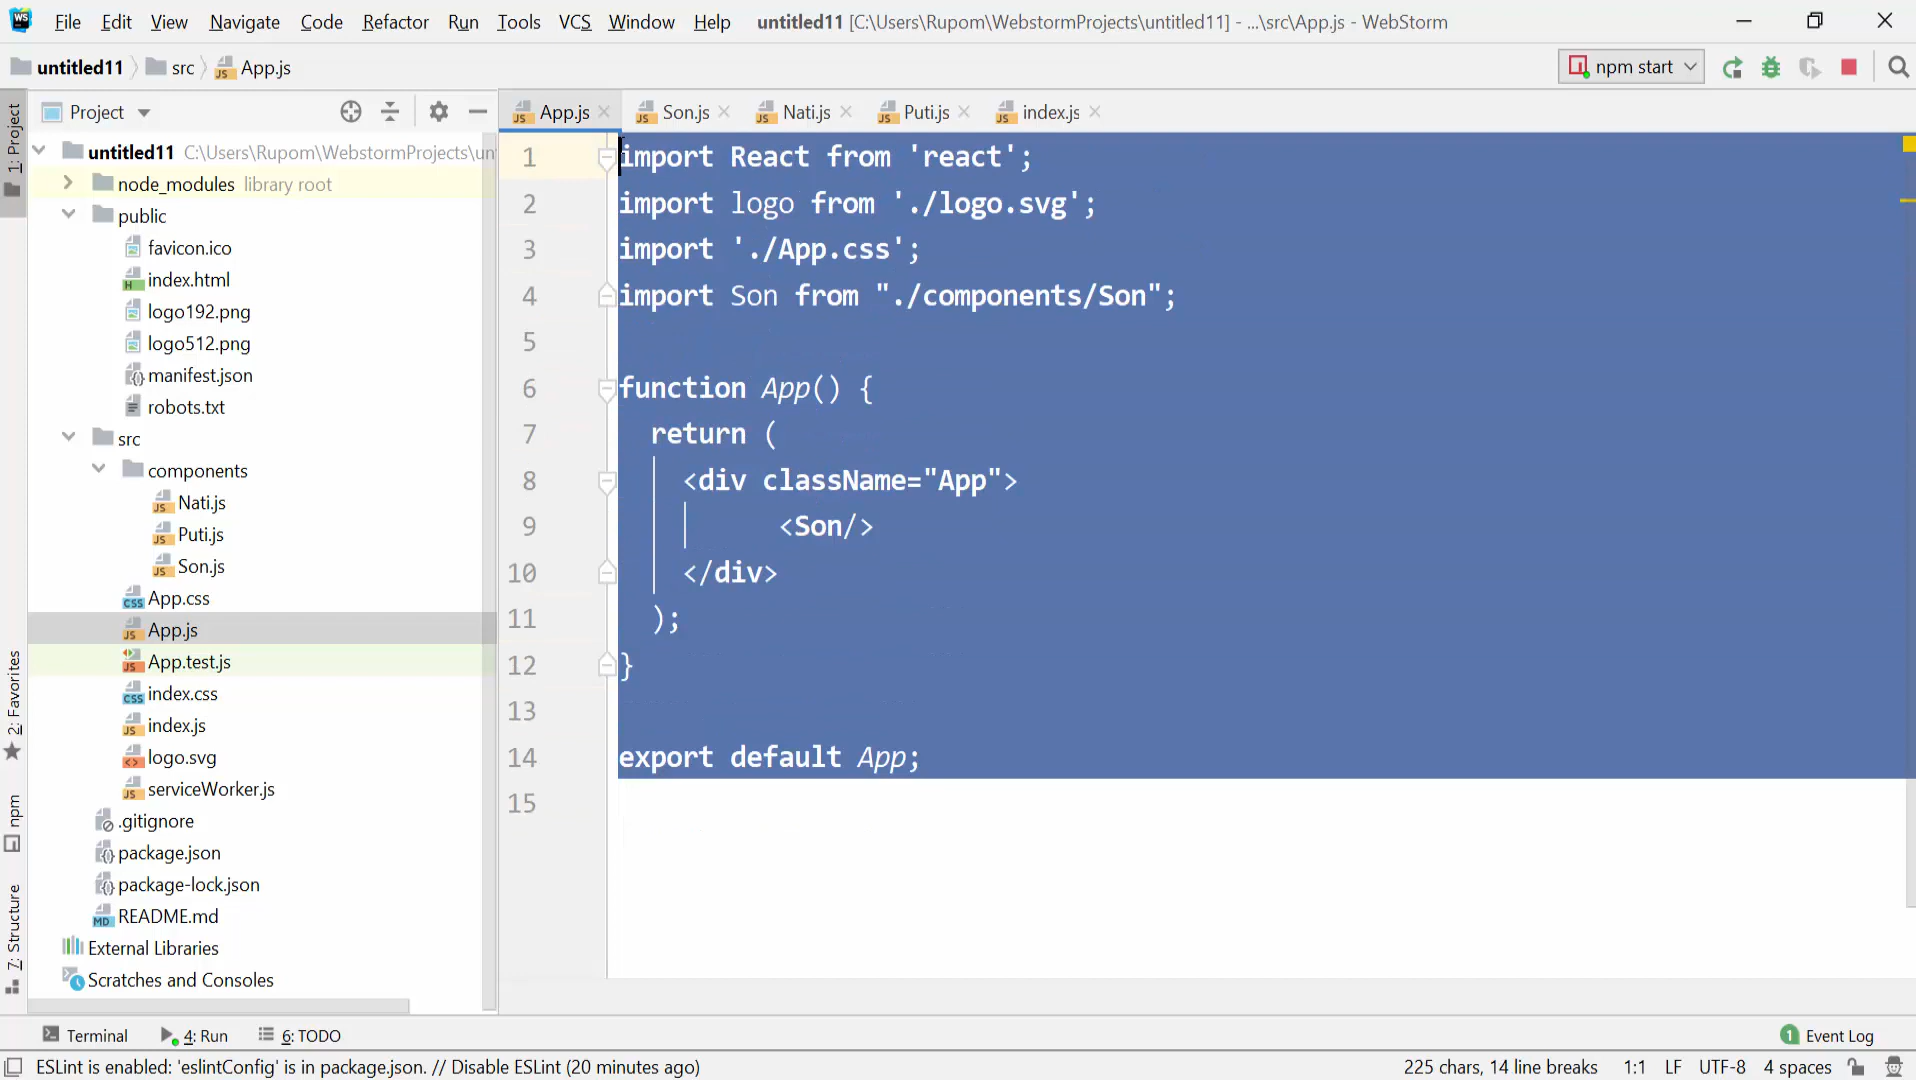 WS File Edit View Navigate Code Refactor Run Tools VCS Window Help untitled11 [C:\Users\Rupom\WebstormProjects\untitled11] - ...\src\App.js - WebStorm
untitled11 src JS App.js npm start
1: Project
Project
App.js Son.js Nati.js Puti.js index.js
untitled11 C:\Users\Rupom\WebstormProjects\un
node_modules library root
public
favicon.ico
index.html
logo192.png
logo512.png
manifest.json
robots.txt
src
components
Nati.js
Puti.js
Son.js
App.css
App.js
App.test.js
index.css
index.js
logo.svg
serviceWorker.js
.gitignore
package.json
package-lock.json
README.md
External Libraries
Scratches and Consoles
1 import React from 'react';
2 import logo from './logo.svg';
3 import './App.css';
4 import Son from "./components/Son";
5
6 function App() {
7 return (
8 <div className="App">
9 <Son/>
10 </div>
11 );
12 }
13
14 export default App;
15
2: Favorites
npm
7: Structure
Terminal 4: Run 6: TODO 1 Event Log
ESLint is enabled: 'eslintConfig' is in package.json. // Disable ESLint (20 minutes ago) 225 chars, 14 line breaks 1:1 LF UTF-8 4 spaces